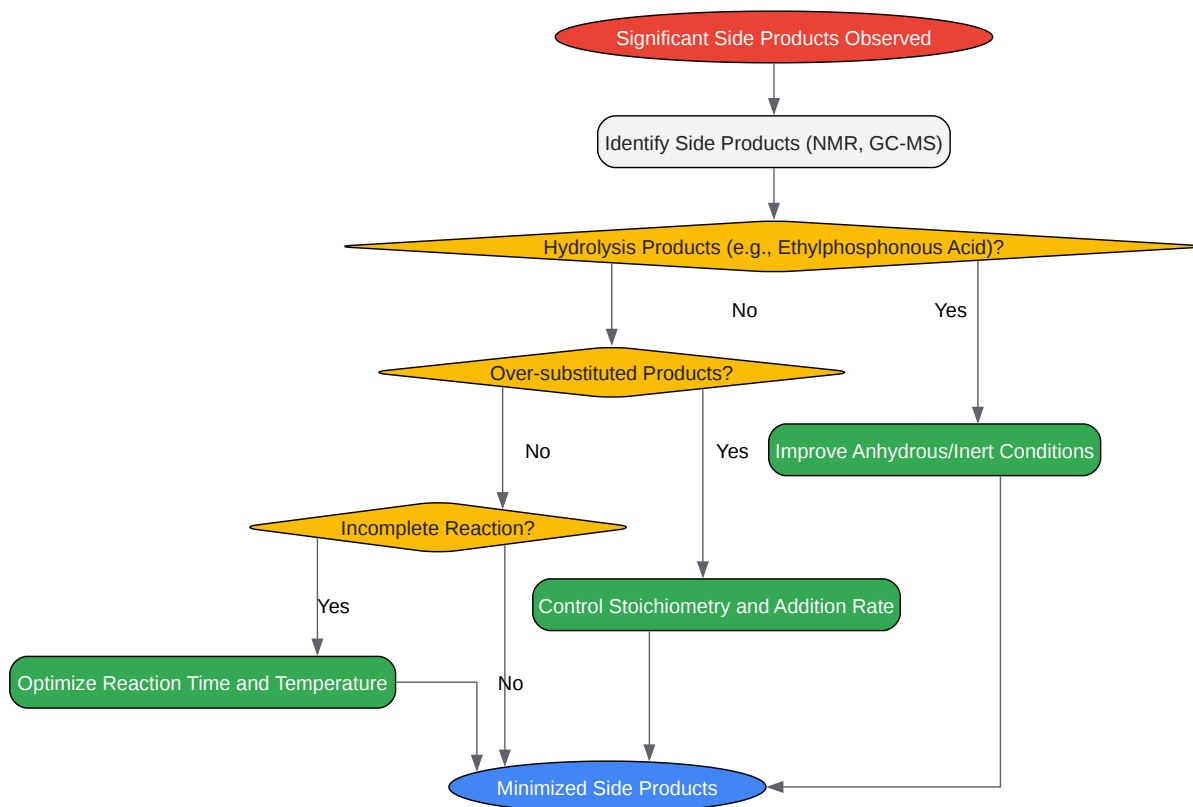 Significant Side Products Observed
Identify Side Products (NMR, GC-MS)
Hydrolysis Products (e.g., Ethylphosphonous Acid)?
No
Yes
Over-substituted Products?
No
Yes
Improve Anhydrous/Inert Conditions
Incomplete Reaction?
Yes
Control Stoichiometry and Addition Rate
Optimize Reaction Time and Temperature
No
Minimized Side Products